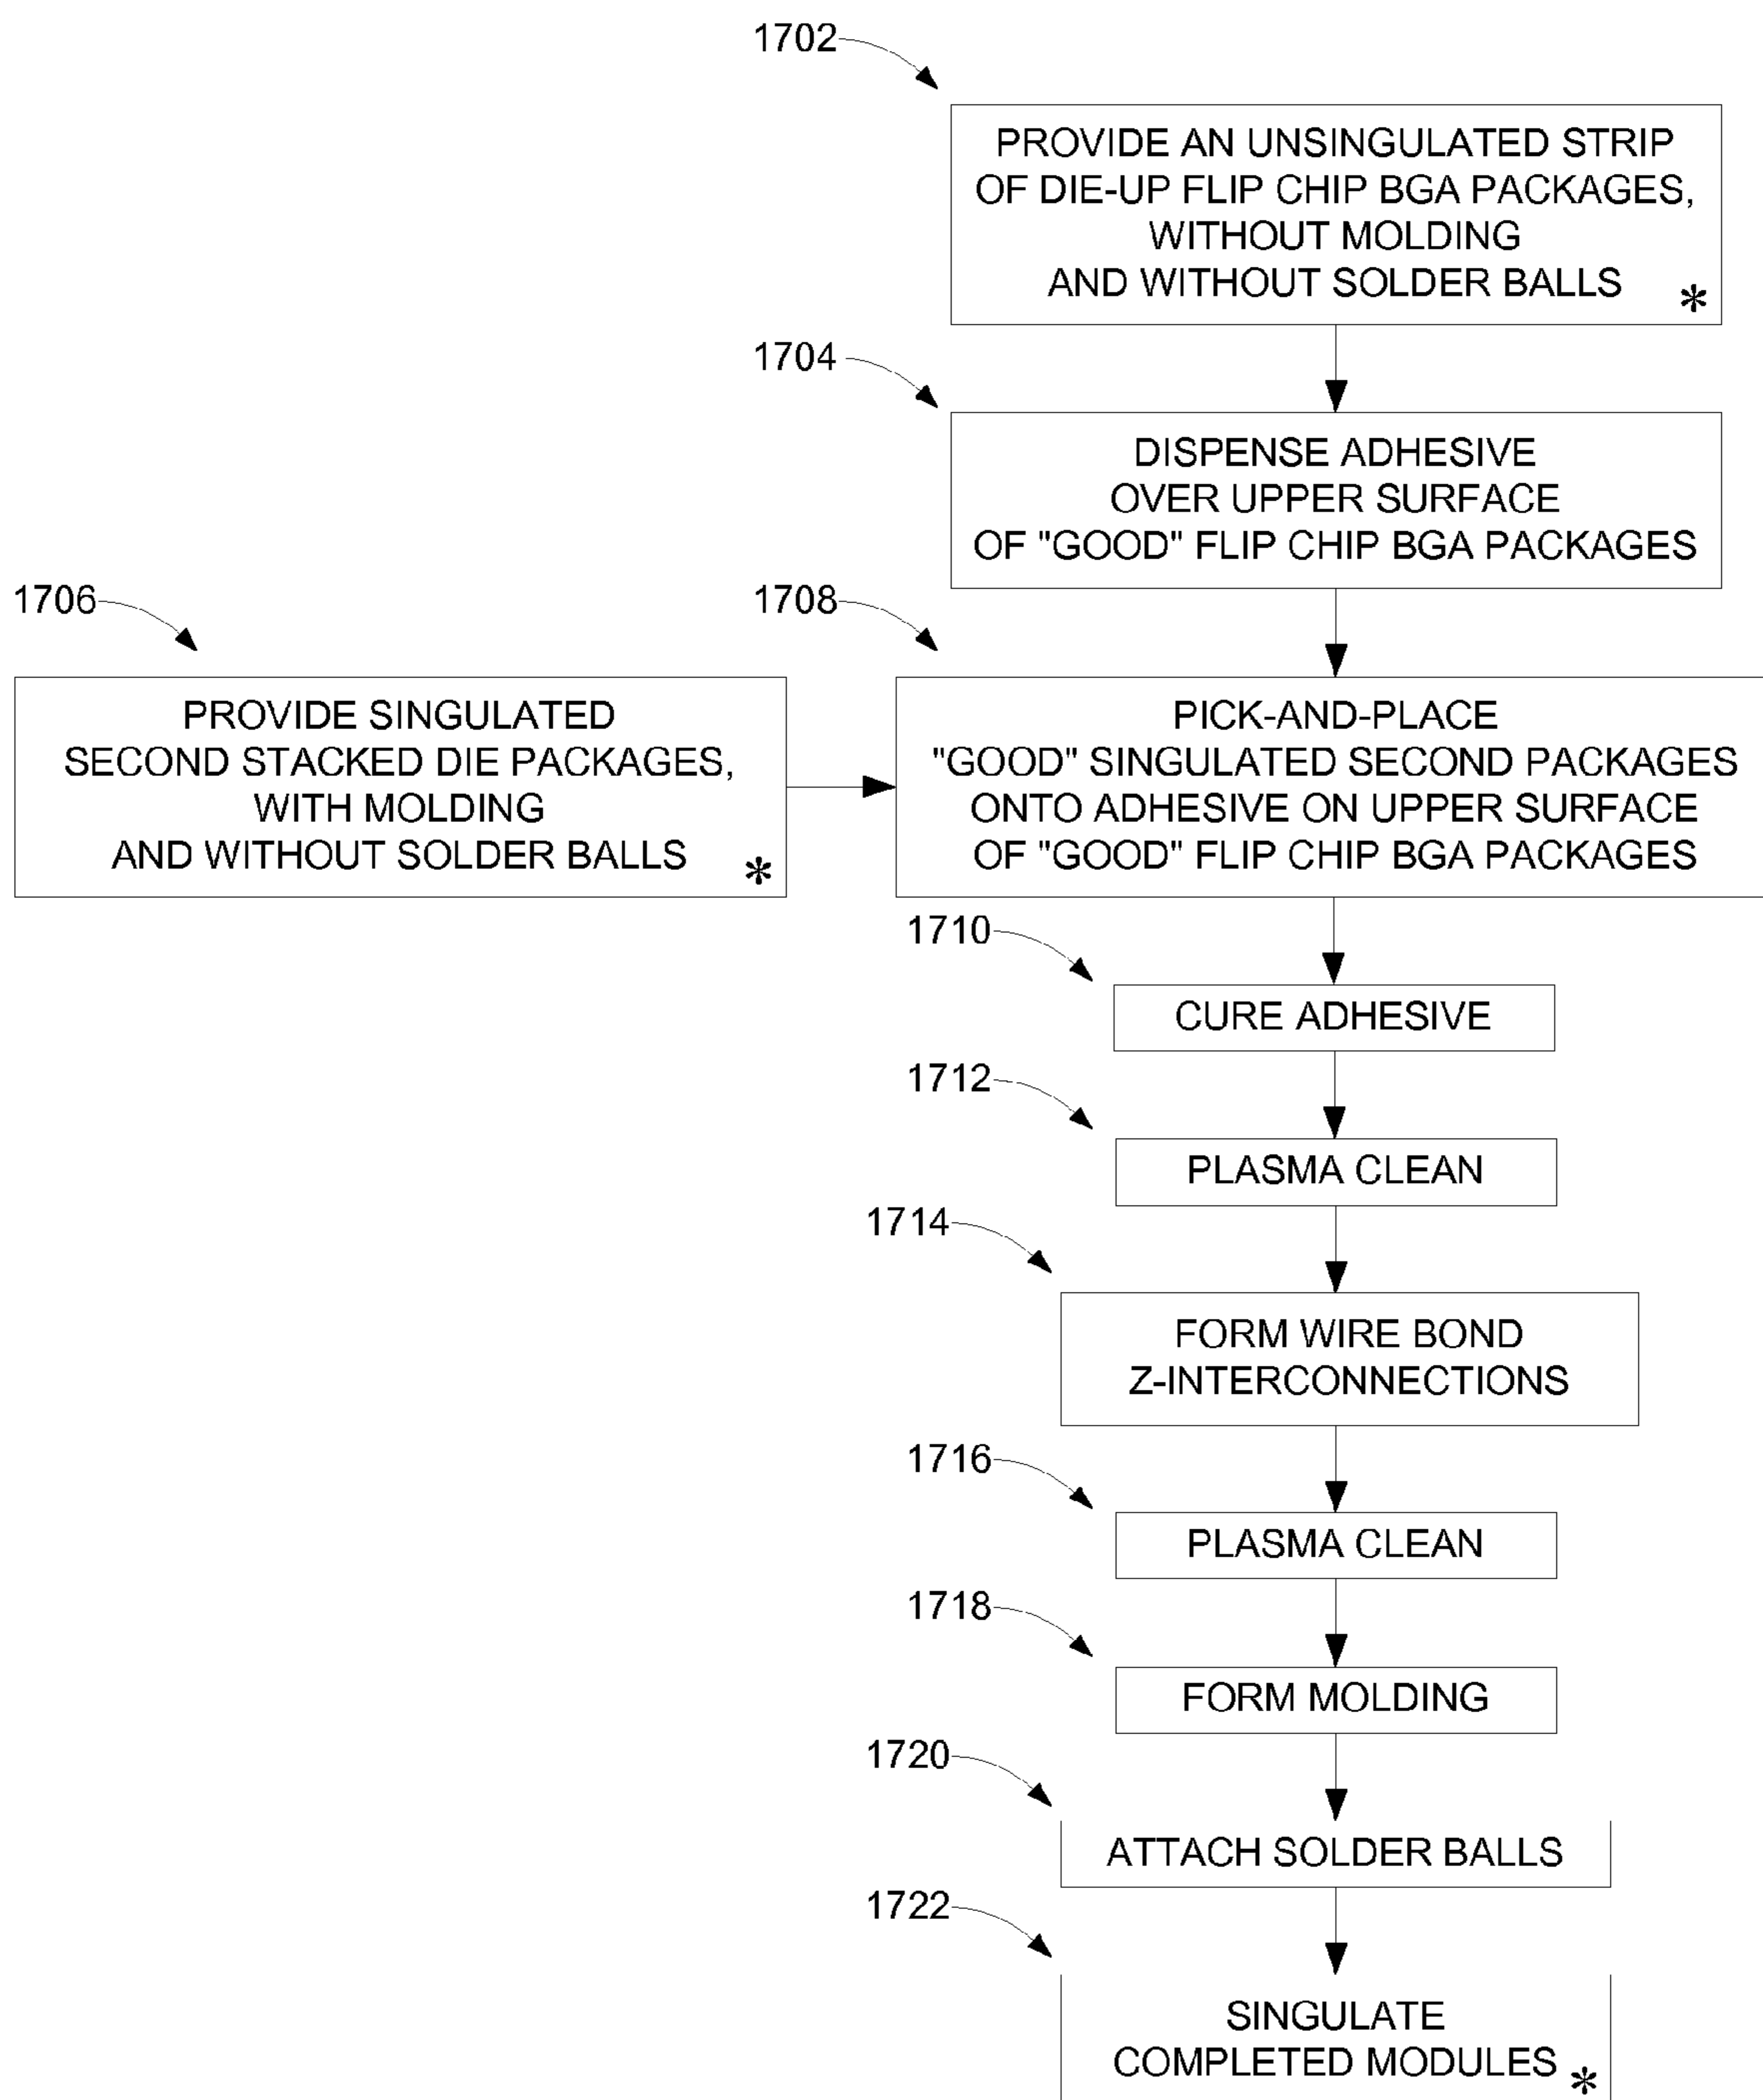 1702
PROVIDE AN UNSINGULATED STRIP
OF DIE-UP FLIP CHIP BGA PACKAGES,
WITHOUT MOLDING
AND WITHOUT SOLDER BALLS *
1704
DISPENSE ADHESIVE
OVER UPPER SURFACE
OF "GOOD" FLIP CHIP BGA PACKAGES
1706
PROVIDE SINGULATED
SECOND STACKED DIE PACKAGES,
WITH MOLDING
AND WITHOUT SOLDER BALLS *
1708
PICK-AND-PLACE
"GOOD" SINGULATED SECOND PACKAGES
ONTO ADHESIVE ON UPPER SURFACE
OF "GOOD" FLIP CHIP BGA PACKAGES
1710
CURE ADHESIVE
1712
PLASMA CLEAN
1714
FORM WIRE BOND
Z-INTERCONNECTIONS
1716
PLASMA CLEAN
1718
FORM MOLDING
1720
ATTACH SOLDER BALLS
1722
SINGULATE
COMPLETED MODULES *